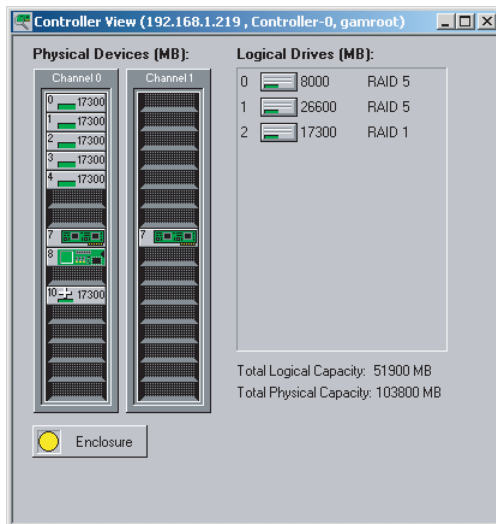 Controller View (192.168.1.219 , Controller-0, gamroot)
Physical Devices (MB):
Logical Drives (MB):
Channel 0
Channel 1
0 17300
1 17300
2 17300
3 17300
4 17300
7
8
10 17300
7
0 8000 RAID 5
1 26600 RAID 5
2 17300 RAID 1
Total Logical Capacity: 51900 MB
Total Physical Capacity: 103800 MB
Enclosure